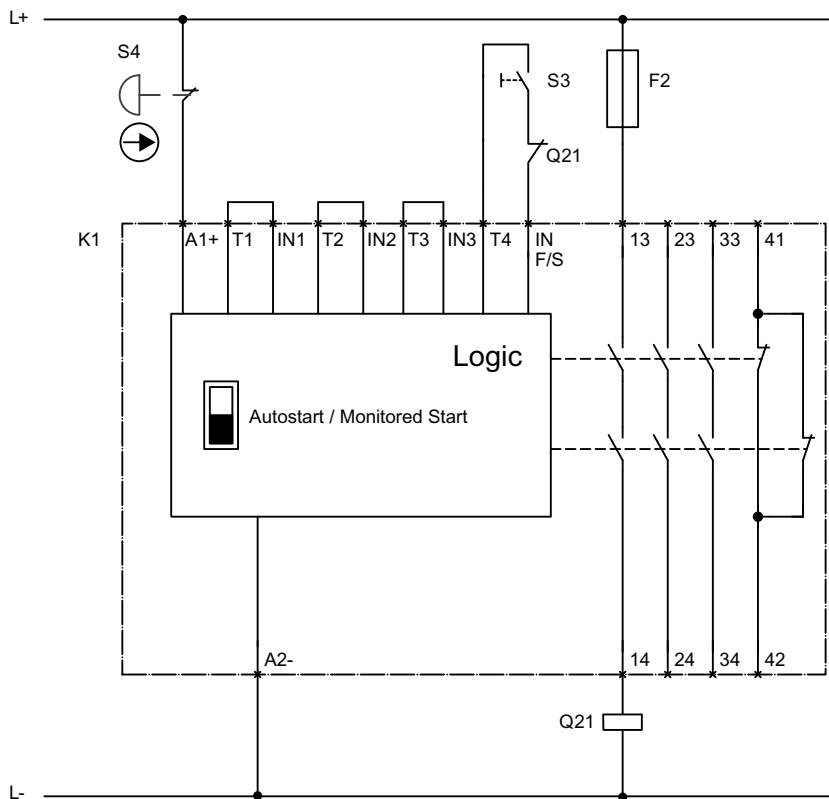 L+
S4
S3
F2
Q21
K1
A1+ T1 IN1 T2 IN2 T3 IN3 T4 IN 13 23 33 41
F/S
Logic
Autostart / Monitored Start
A2- 14 24 34 42
Q21
L-